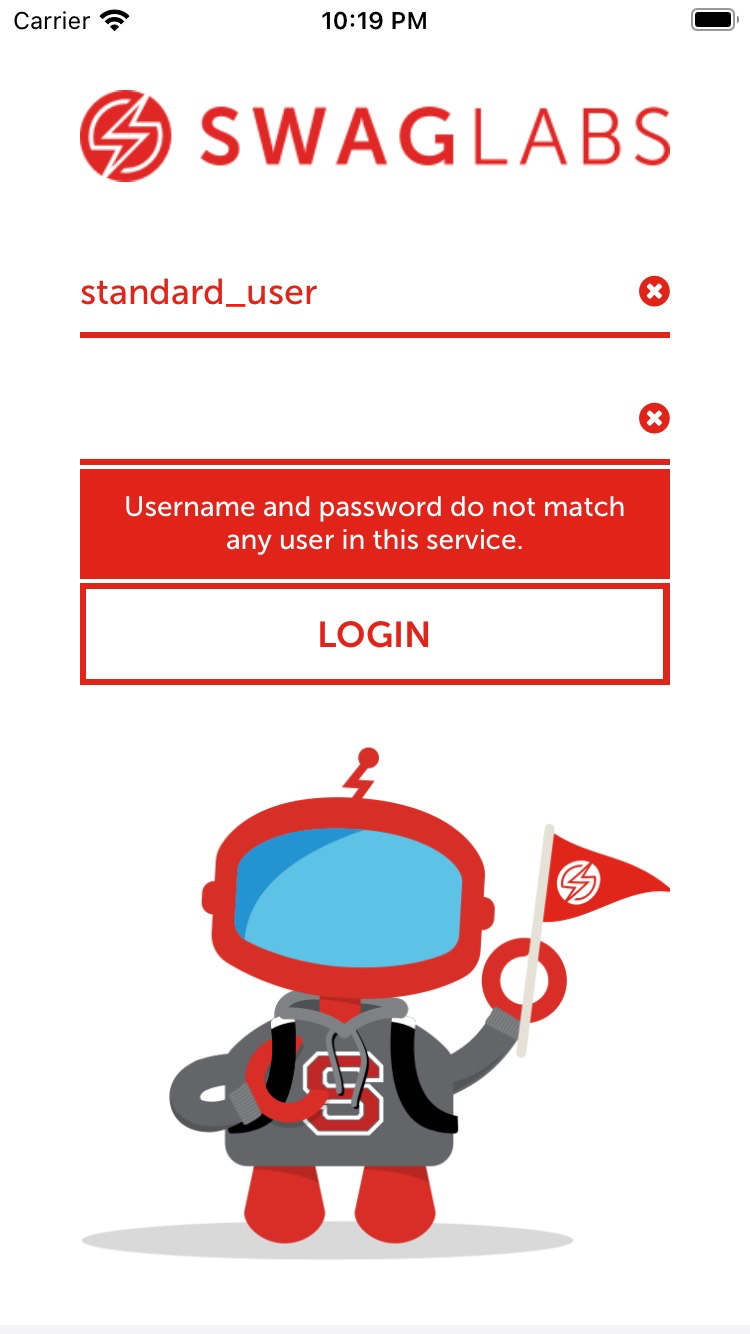 Carrier 10:19 PM
SWAGLABS
standard_user
Username and password do not match
any user in this service.
LOGIN
S